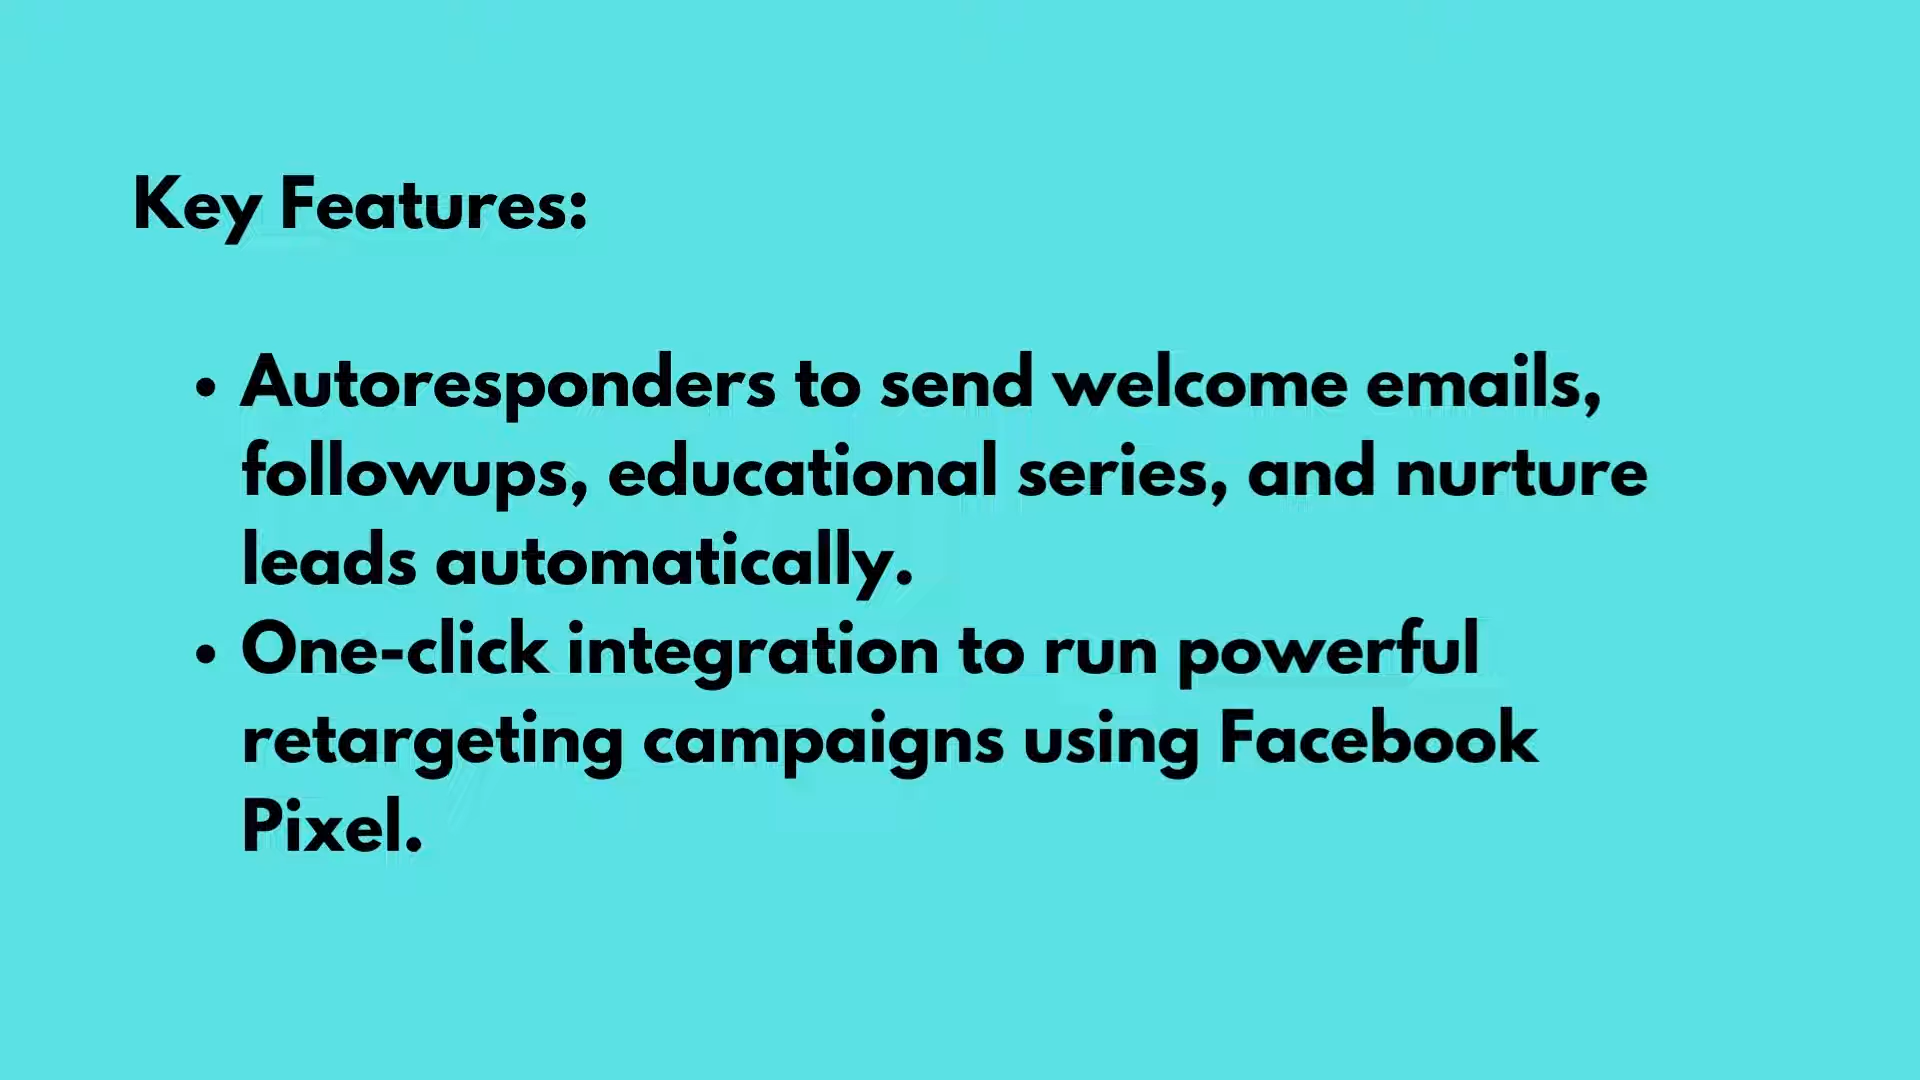 Key Features:
• Autoresponders to send welcome emails,
followups, educational series, and nurture
leads automatically.
• One-click integration to run powerful
retargeting campaigns using Facebook
Pixel.